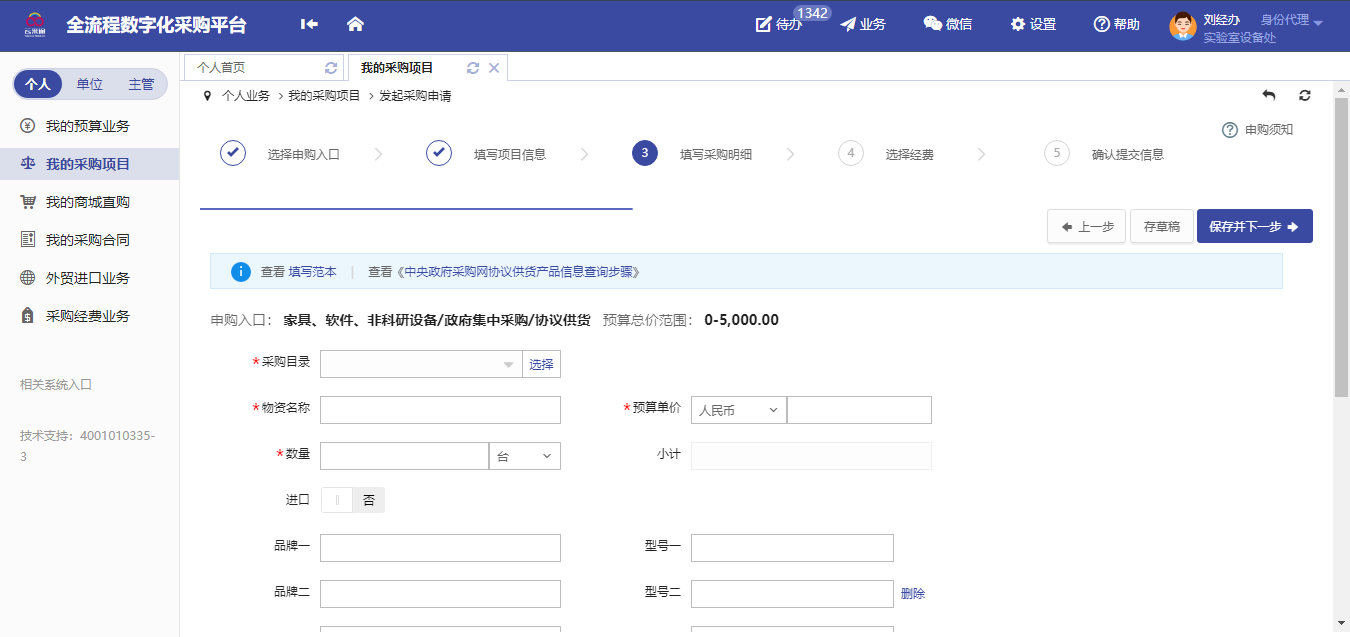 全流程数字化采购平台
待办 1342
业务
微信
设置
帮助
刘经办 身份代理
实验室设备处
个人 单位 主管
我的预算业务
我的采购项目
我的商城直购
我的采购合同
外贸进口业务
采购经费业务
相关系统入口
技术支持：4001010335-
3
个人首页
我的采购项目
个人业务 > 我的采购项目 > 发起采购申请
申购须知
选择申购入口
填写项目信息
3 填写采购明细
4 选择经费
5 确认提交信息
上一步
存草稿
保存并下一步
查看 填写范本 | 查看《中央政府采购网协议供货产品信息查询步骤》
申购入口： 家具、软件、非科研设备/政府集中采购/协议供货 预算总价范围： 0-5,000.00
*采购目录 选择
*物资名称
*预算单价 人民币
*数量 台
小计
进口 否
品牌一
型号一
品牌二
型号二 删除